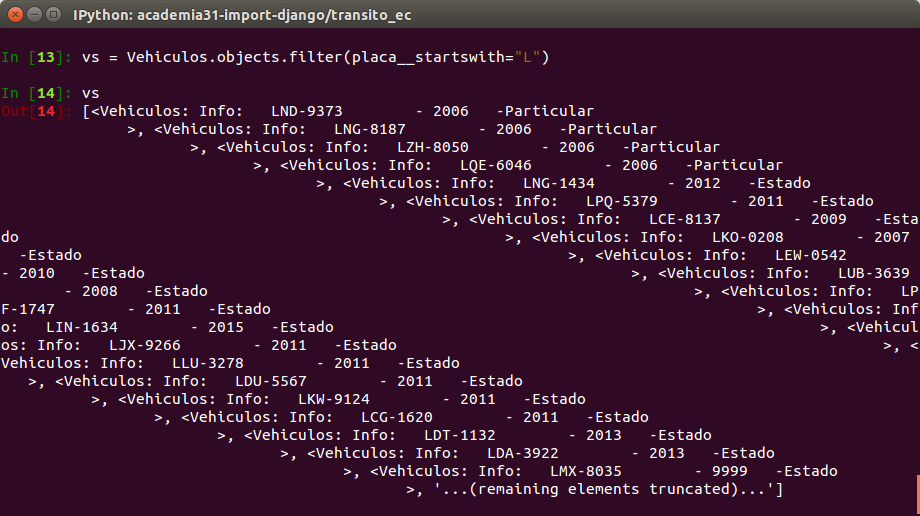 IPython: academia31-import-django/transito_ec
In [13]: vs = Vehiculos.objects.filter(placa__startswith="L")
In [14]: vs
Out[14]: [<Vehiculos: Info:   LND-9373        - 2006   -Particular
>, <Vehiculos: Info:   LNG-8187        - 2006   -Particular
>, <Vehiculos: Info:   LZH-8050        - 2006   -Particular
>, <Vehiculos: Info:   LQE-6046        - 2006   -Particular
>, <Vehiculos: Info:   LNG-1434        - 2012   -Estado
>, <Vehiculos: Info:   LPQ-5379        - 2011   -Estado
>, <Vehiculos: Info:   LCE-8137        - 2009   -Esta
do                                                      >, <Vehiculos: Info:   LKO-0208        - 2007
-Estado                                                      >, <Vehiculos: Info:   LEW-0542
- 2010   -Estado                                                      >, <Vehiculos: Info:   LUB-3639
- 2008   -Estado                                                      >, <Vehiculos: Info:   LP
F-1747        - 2011   -Estado                                                      >, <Vehiculos: Inf
o:   LIN-1634        - 2015   -Estado                                                      >, <Vehicul
os: Info:   LJX-9266        - 2011   -Estado                                                      >, <
Vehiculos: Info:   LLU-3278        - 2011   -Estado
>, <Vehiculos: Info:   LDU-5567        - 2011   -Estado
>, <Vehiculos: Info:   LKW-9124        - 2011   -Estado
>, <Vehiculos: Info:   LCG-1620        - 2011   -Estado
>, <Vehiculos: Info:   LDT-1132        - 2013   -Estado
>, <Vehiculos: Info:   LDA-3922        - 2013   -Estado
>, <Vehiculos: Info:   LMX-8035        - 9999   -Estado
>, '...(remaining elements truncated)...']